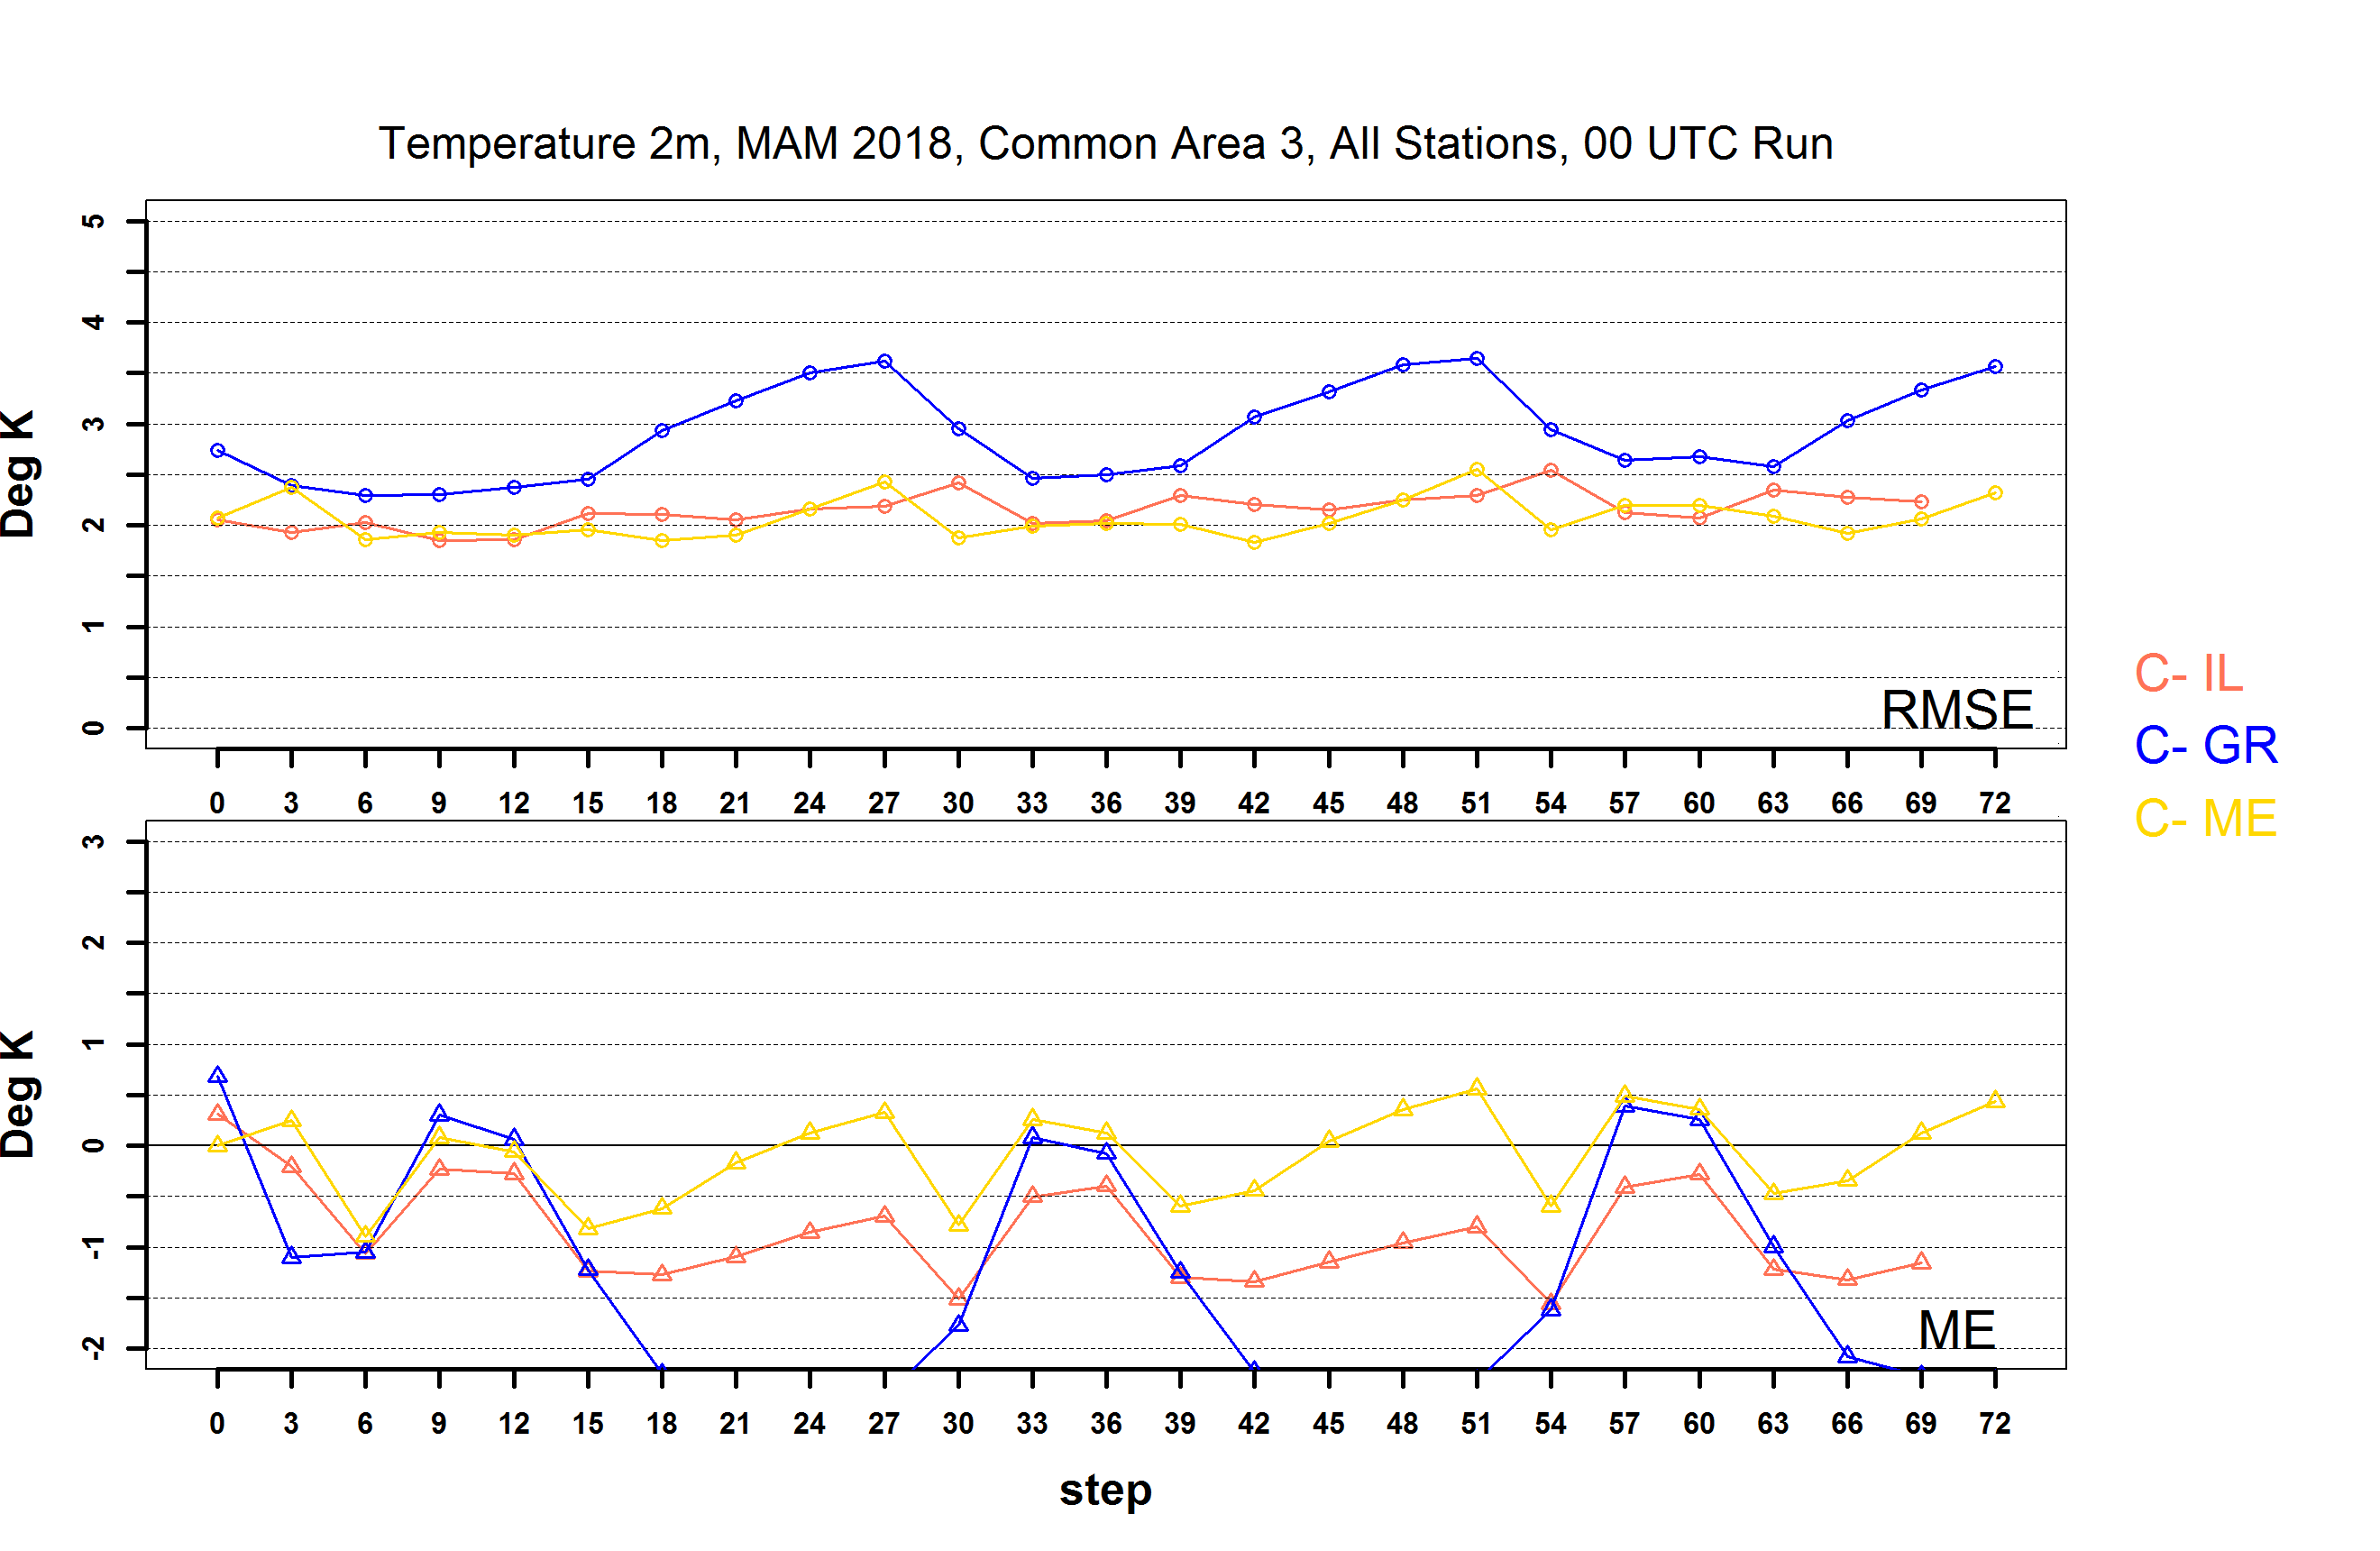 Temperature 2m, MAM 2018, Common Area 3, All Stations, 00 UTC Run
Deg K
5
4
3
2
1
0
RMSE
0 3 6 9 12 15 18 21 24 27 30 33 36 39 42 45 48 51 54 57 60 63 66 69 72
C- IL
C- GR
C- ME
Deg K
3
2
1
0
-1
-2
ME
0 3 6 9 12 15 18 21 24 27 30 33 36 39 42 45 48 51 54 57 60 63 66 69 72
step